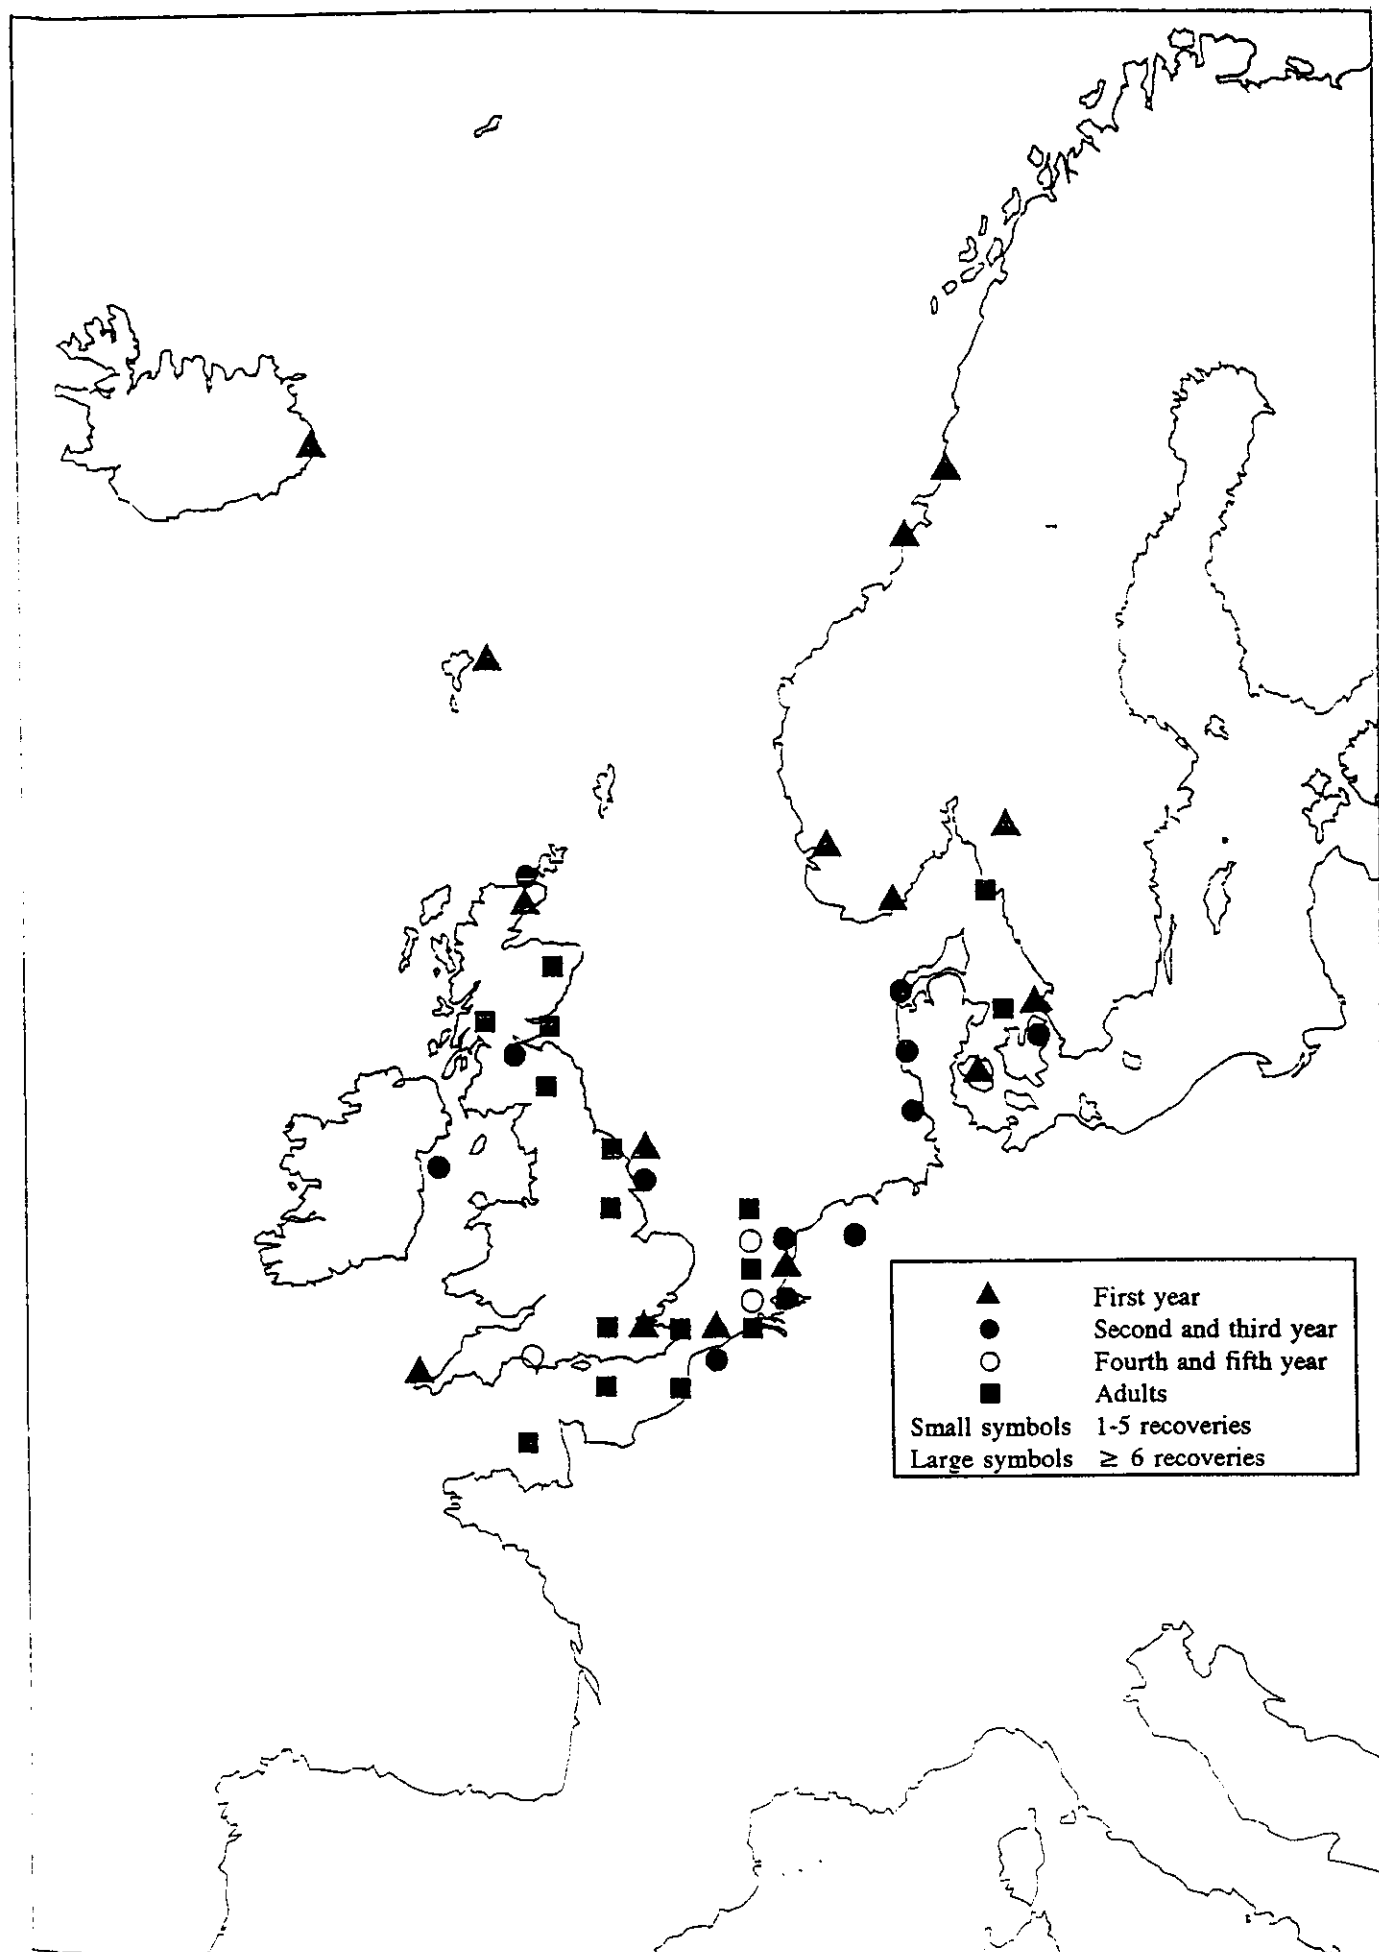 First year
Second and third year
Fourth and fifth year
Adults
Small symbols 1-5 recoveries
Large symbols ≥ 6 recoveries